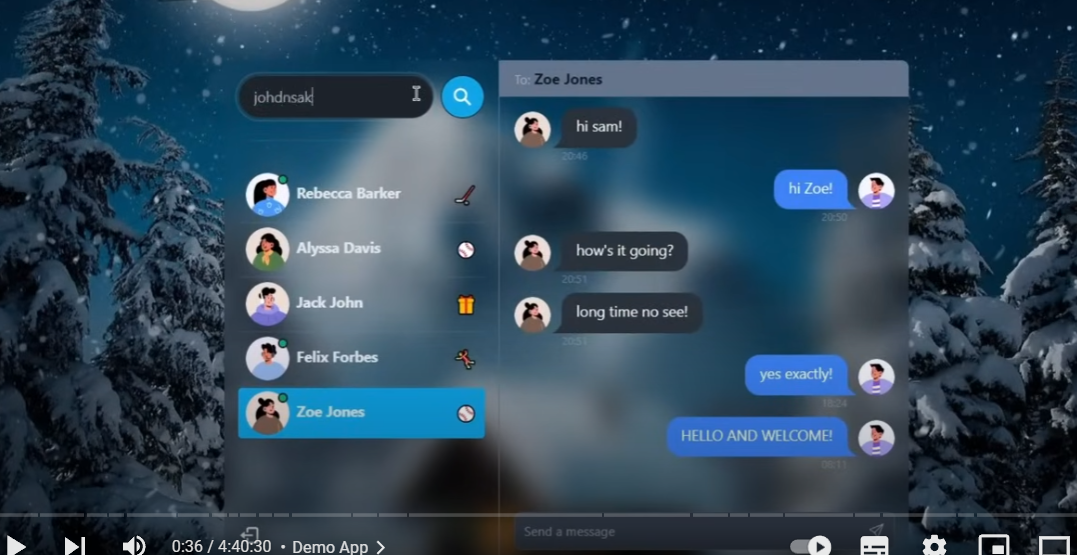 johdnsak
To: Zoe Jones
hi sam!
20:46
Rebecca Barker
hi Zoe!
20:50
Alyssa Davis
how's it going?
20:51
Jack John
long time no see!
20:51
Felix Forbes
yes exactly!
18:24
Zoe Jones
HELLO AND WELCOME!
Send a message
0:36 / 4:40:30 • Demo App